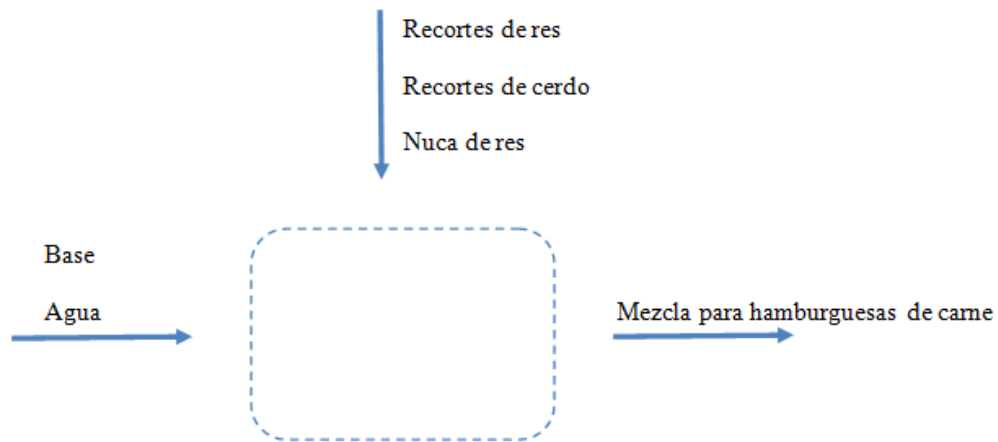 Recortes de res
Recortes de cerdo
Nuca de res
Base
Agua
Mezcla para hamburguesas de carne